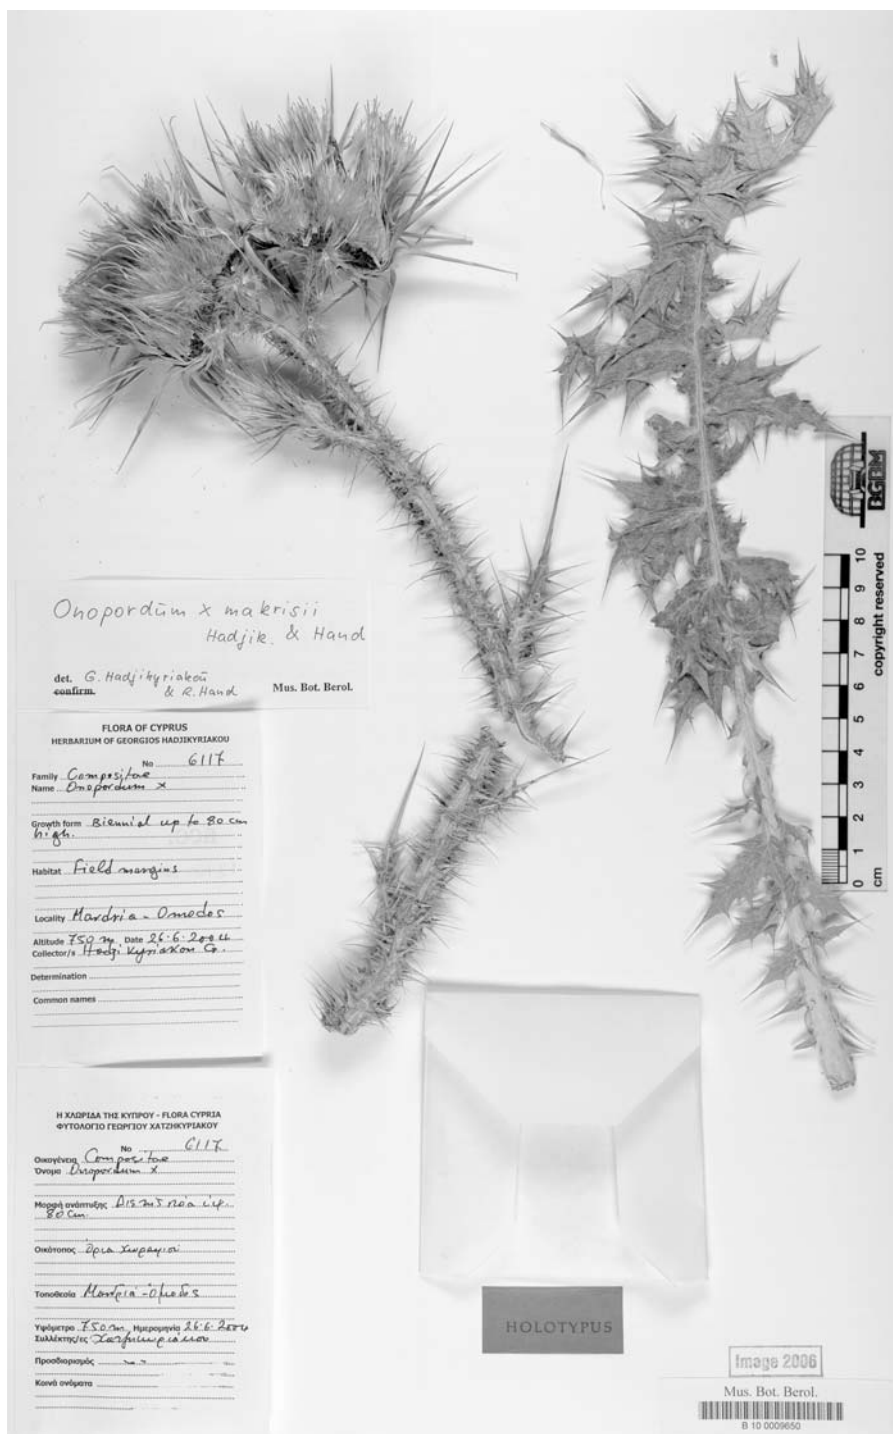 Onopordum x makrisii
Hadjik. & Hand
det. G. Hadjikyriakou
confirm. & R. Hand Mus. Bot. Berol.
FLORA OF CYPRUS
HERBARIUM OF GEORGIOS HADJIKYRIAKOU
No 6117
Family Compositae
Name Onopordum x
Growth form Biennial up to 80 cm
high.
Habitat Field margins
Locality Mandria - Omodos
Altitude 750 m Date 26.6.2004
Collector/s Hadjikyriakou G.
Determination
Common names
Η ΧΛΩΡΙΔΑ ΤΗΣ ΚΥΠΡΟΥ - FLORA CYPRIA
ΦΥΤΟΛΟΓΙΟ ΓΕΩΡΓΙΟΥ ΧΑΤΖΗΚΥΡΙΑΚΟΥ
No 6117
Οικογένεια Compositae
Όνομα Onopordum x
Μορφή ανάπτυξης
80 cm.
Οικότοπος Όρια χωραφιού
Τοποθεσία Μανδριά - Όμοδος
Υψόμετρο 750 m Ημερομηνία 26.6.2004
Συλλέκτης/ες Χατζηκυριάκου
Προσδιορισμός
Κοινά ονόματα
BGBM
10
9
8
7
6
5
4
3
2
1
0
cm
copyright reserved
HOLOTYPUS
Image 2006
Mus. Bot. Berol.
B 10 0009650